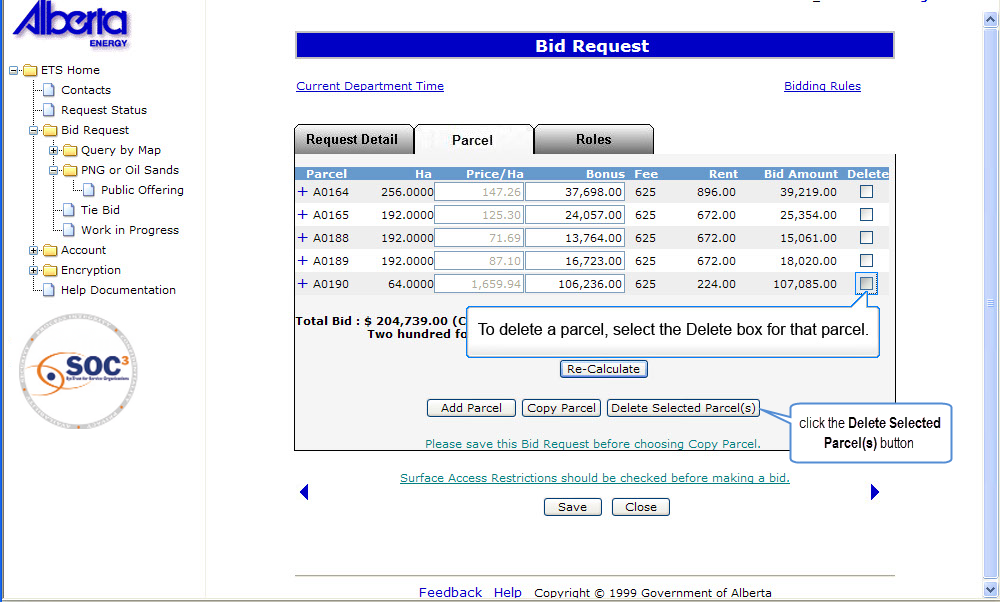 Alberta
ENERGY
ETS Home
Contacts
Request Status
Bid Request
Query by Map
PNG or Oil Sands
Public Offering
Tie Bid
Work in Progress
Account
Encryption
Help Documentation
SOC3
Bid Request
Current Department Time Bidding Rules
Request Detail Parcel Roles
Parcel Ha Price/Ha Bonus Fee Rent Bid Amount Delete
+ A0164 256.0000 147.26 37,698.00 625 896.00 39,219.00
+ A0165 192.0000 125.30 24,057.00 625 672.00 25,354.00
+ A0188 192.0000 71.69 13,764.00 625 672.00 15,061.00
+ A0189 192.0000 87.10 16,723.00 625 672.00 18,020.00
+ A0190 64.0000 1,659.94 106,236.00 625 224.00 107,085.00
Total Bid : $ 204,739.00 (C
Two hundred fo
To delete a parcel, select the Delete box for that parcel.
Re-Calculate
Add Parcel Copy Parcel Delete Selected Parcel(s)
click the Delete Selected
Parcel(s) button
Please save this Bid Request before choosing Copy Parcel.
Surface Access Restrictions should be checked before making a bid.
Save Close
Feedback Help Copyright © 1999 Government of Alberta